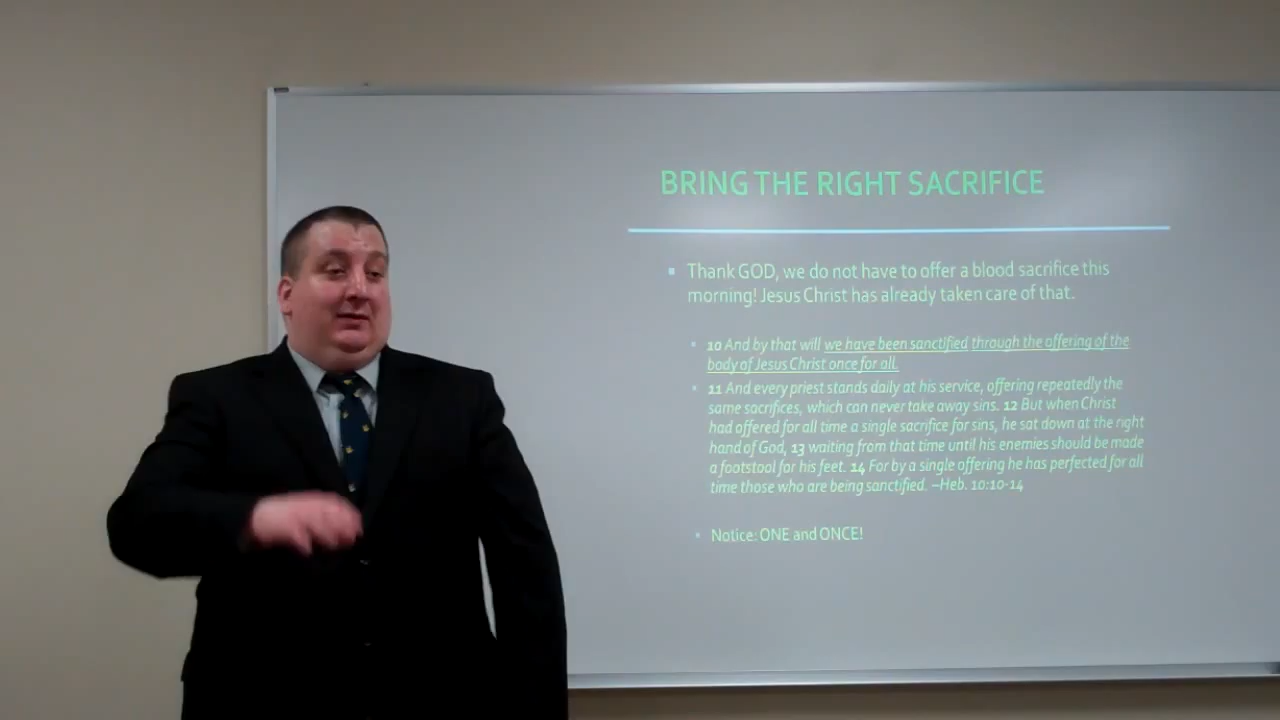 BRING THE RIGHT SACRIFICE
Thank GOD, we do not have to offer a blood sacrifice this
morning! Jesus Christ has already taken care of that.
10 And by that will we have been sanctified through the offering of the
body of Jesus Christ once for all.
11 And every priest stands daily at his service, offering repeatedly the
same sacrifices, which can never take away sins. 12 But when Christ
had offered for all time a single sacrifice for sins, he sat down at the right
hand of God, 13 waiting from that time until his enemies should be made
a footstool for his feet. 14 For by a single offering he has perfected for all
time those who are being sanctified. –Heb. 10:10-14
Notice: ONE and ONCE!